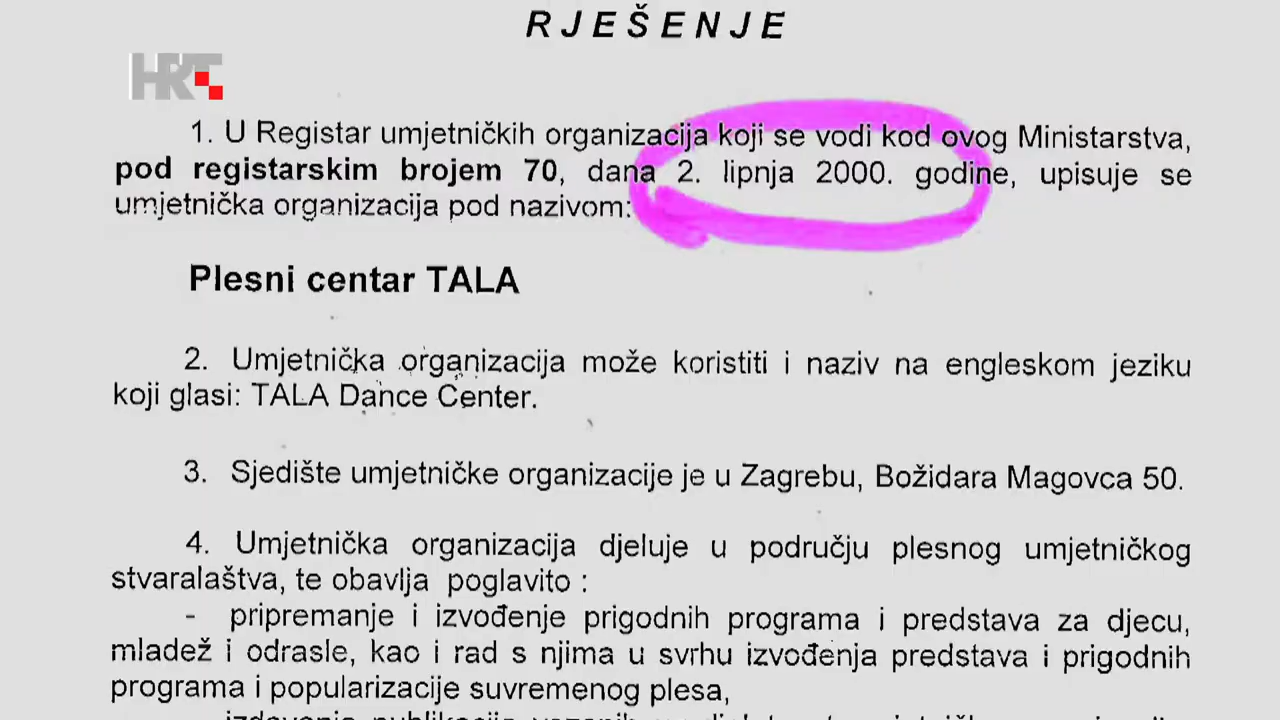 RJEŠENJE
HRT
1. U Registar umjetničkih organizacija koji se vodi kod ovog Ministarstva,
pod registarskim brojem 70, dana 2. lipnja 2000. godine, upisuje se
umjetnička organizacija pod nazivom:
Plesni centar TALA
2. Umjetnička organizacija može koristiti i naziv na engleskom jeziku
koji glasi: TALA Dance Center.
3. Sjedište umjetničke organizacije je u Zagrebu, Božidara Magovca 50.
4. Umjetnička organizacija djeluje u području plesnog umjetničkog
stvaralaštva, te obavlja poglavito :
- pripremanje i izvođenje prigodnih programa i predstava za djecu,
mladež i odrasle, kao i rad s njima u svrhu izvođenja predstava i prigodnih
programa i popularizacije suvremenog plesa,